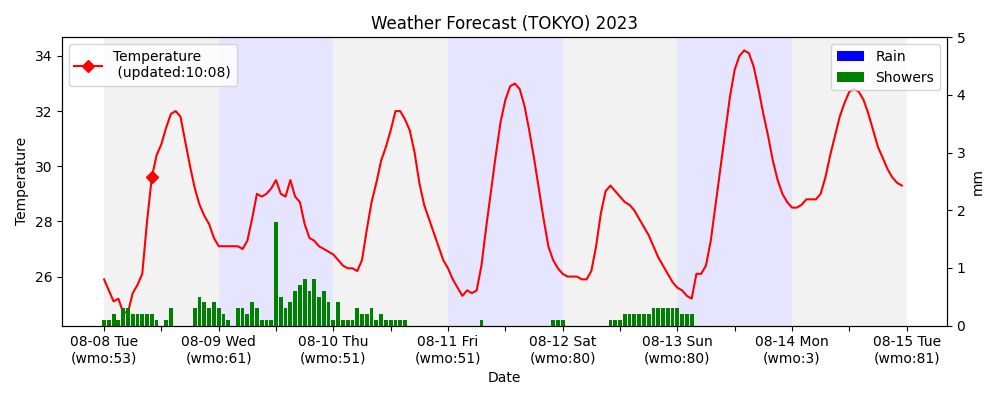 Weather Forecast (TOKYO) 2023
Temperature
(updated:10:08)
Rain
Showers
34
32
30
28
26
Temperature
5
4
3
2
1
0
mm
08-08 Tue
(wmo:53)
08-09 Wed
(wmo:61)
08-10 Thu
(wmo:51)
08-11 Fri
(wmo:51)
08-12 Sat
(wmo:80)
08-13 Sun
(wmo:80)
08-14 Mon
(wmo:3)
08-15 Tue
(wmo:81)
Date